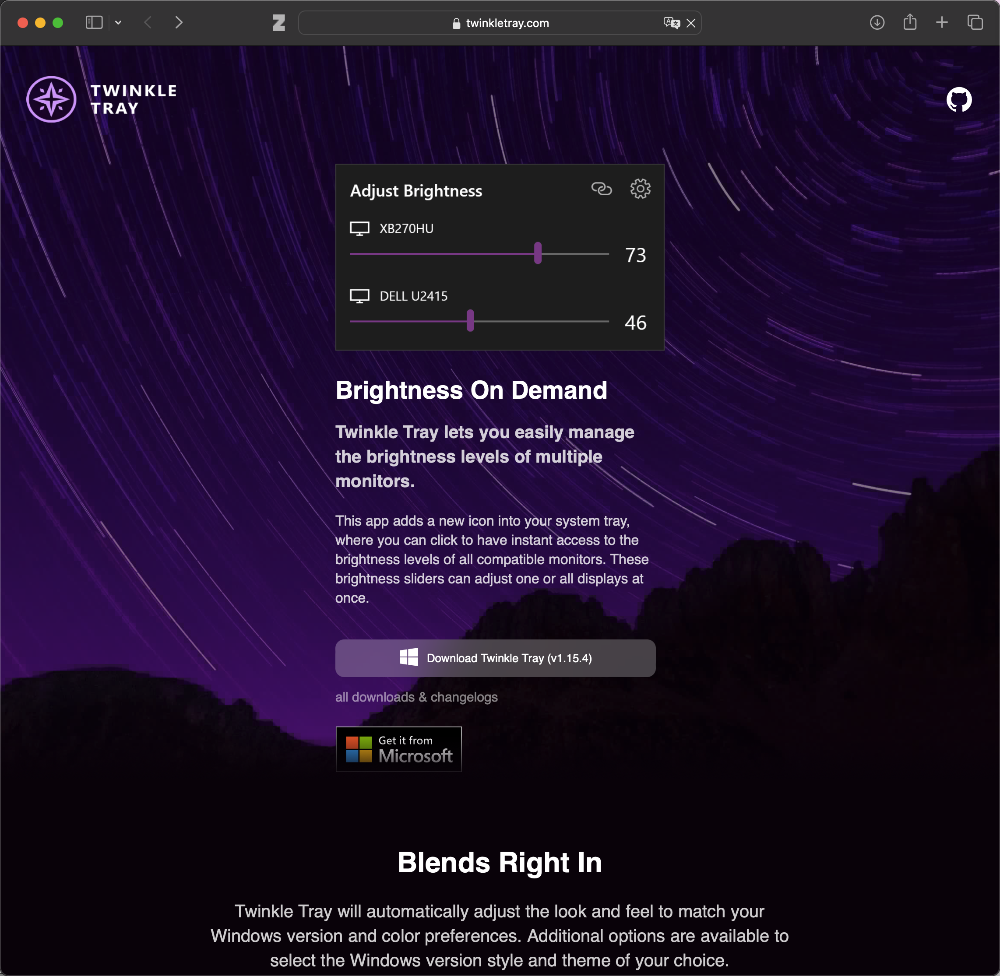 twinkletray.com
TWINKLE
TRAY
Adjust Brightness
XB270HU
73
DELL U2415
46
Brightness On Demand
Twinkle Tray lets you easily manage
the brightness levels of multiple
monitors.
This app adds a new icon into your system tray,
where you can click to have instant access to the
brightness levels of all compatible monitors. These
brightness sliders can adjust one or all displays at
once.
Download Twinkle Tray (v1.15.4)
all downloads & changelogs
Get it from
Microsoft
Blends Right In
Twinkle Tray will automatically adjust the look and feel to match your
Windows version and color preferences. Additional options are available to
select the Windows version style and theme of your choice.